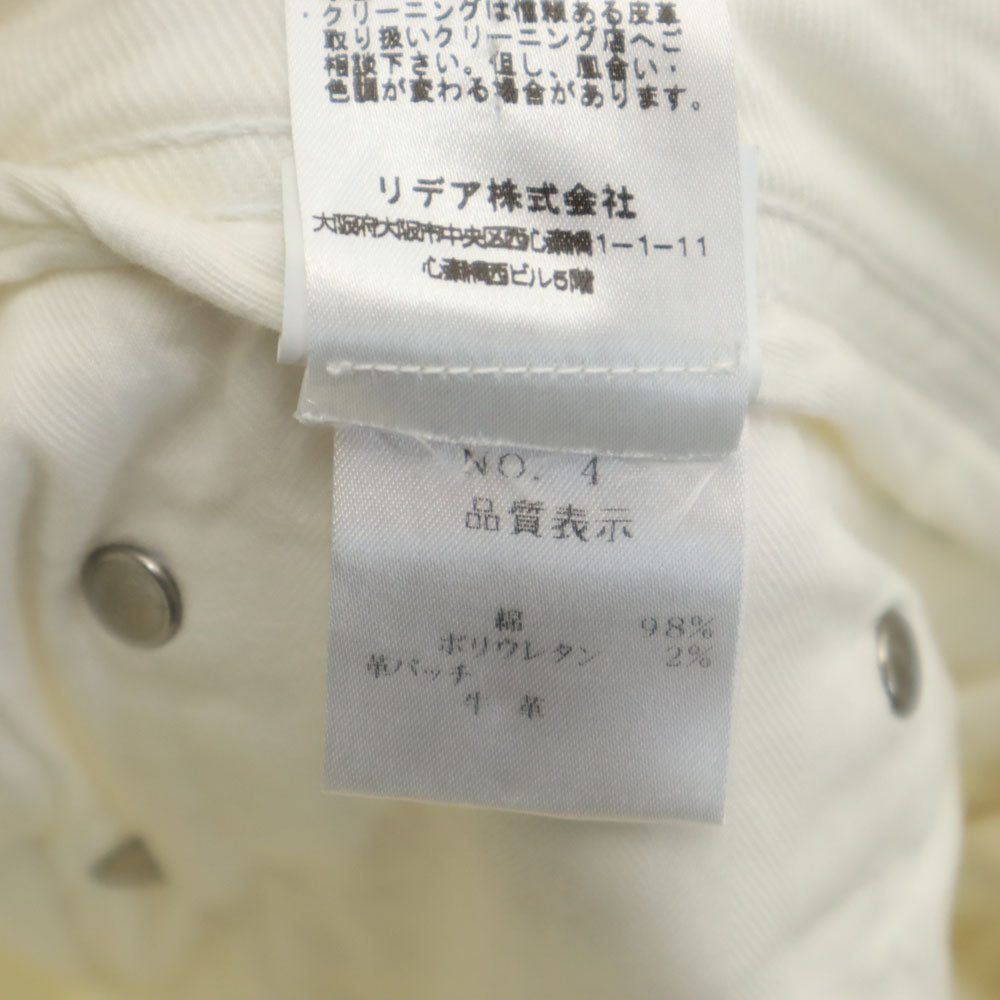 ・クリーニングは信頼ある皮革
取り扱いクリーニング店へご
相談下さい。但し、風合い・
色調が変わる場合があります。
リデア株式会社
大阪府大阪市中央区西心斎橋1-1-11
心斎橋西ビル5階
NO. 4
品質表示
綿 98%
ポリウレタン 2%
革パッチ
牛 革